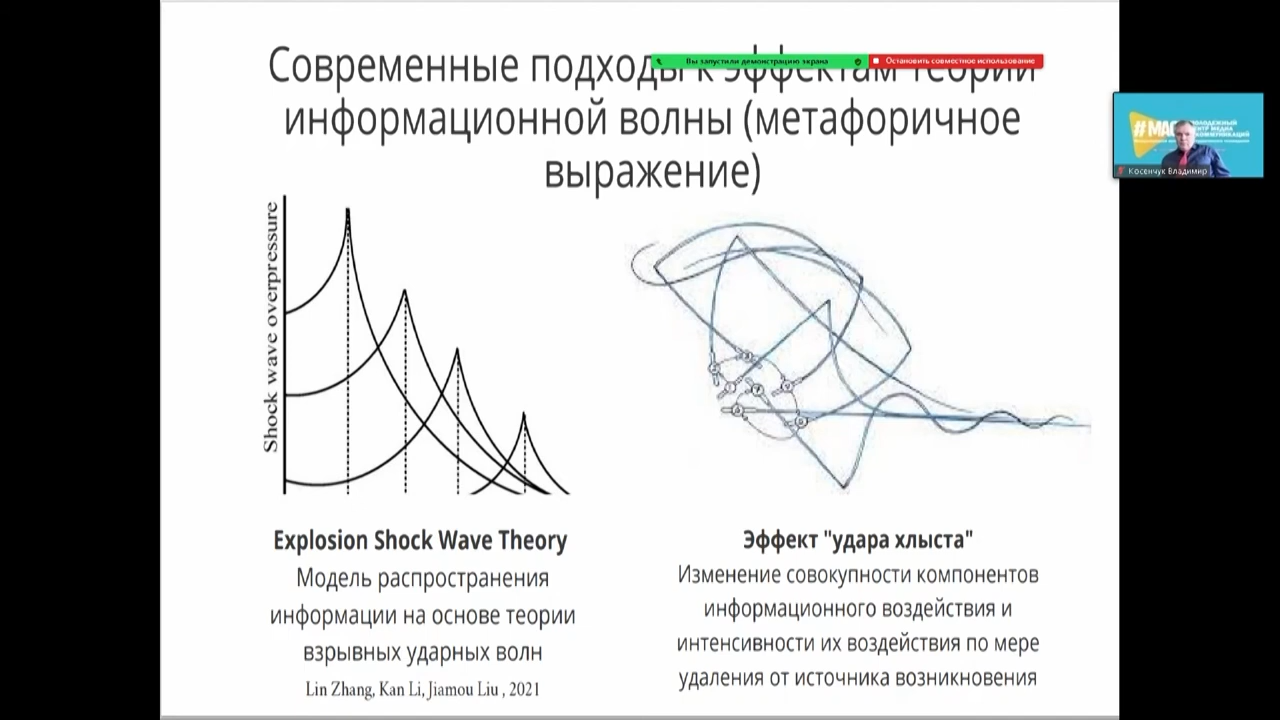 Современные подходы к эффектам теории
информационной волны (метафоричное
выражение)
Вы запустили демонстрацию экрана
Остановить совместное использование
Косенчук Владимир
Shock wave overpressure
Explosion Shock Wave Theory
Модель распространения
информации на основе теории
взрывных ударных волн
Lin Zhang, Kan Li, Jiamou Liu , 2021
Эффект "удара хлыста"
Изменение совокупности компонентов
информационного воздействия и
интенсивности их воздействия по мере
удаления от источника возникновения